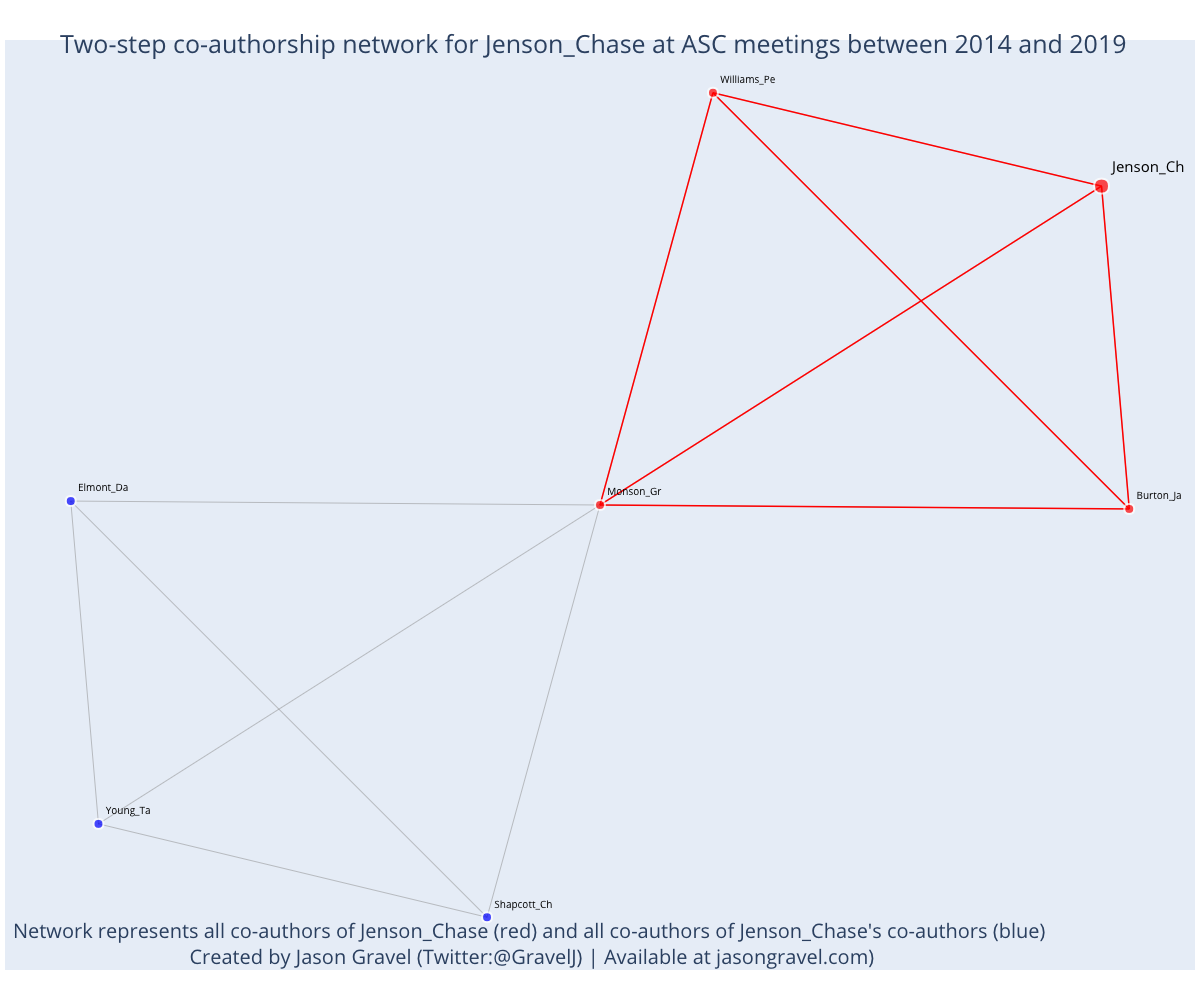 Two-step co-authorship network for Jenson_Chase at ASC meetings between 2014 and 2019
Williams_Pe
Jenson_Ch
Elmont_Da
Monson_Gr
Burton_Ja
Young_Ta
Shapcott_Ch
Network represents all co-authors of Jenson_Chase (red) and all co-authors of Jenson_Chase's co-authors (blue)
Created by Jason Gravel (Twitter:@GravelJ) | Available at jasongravel.com)